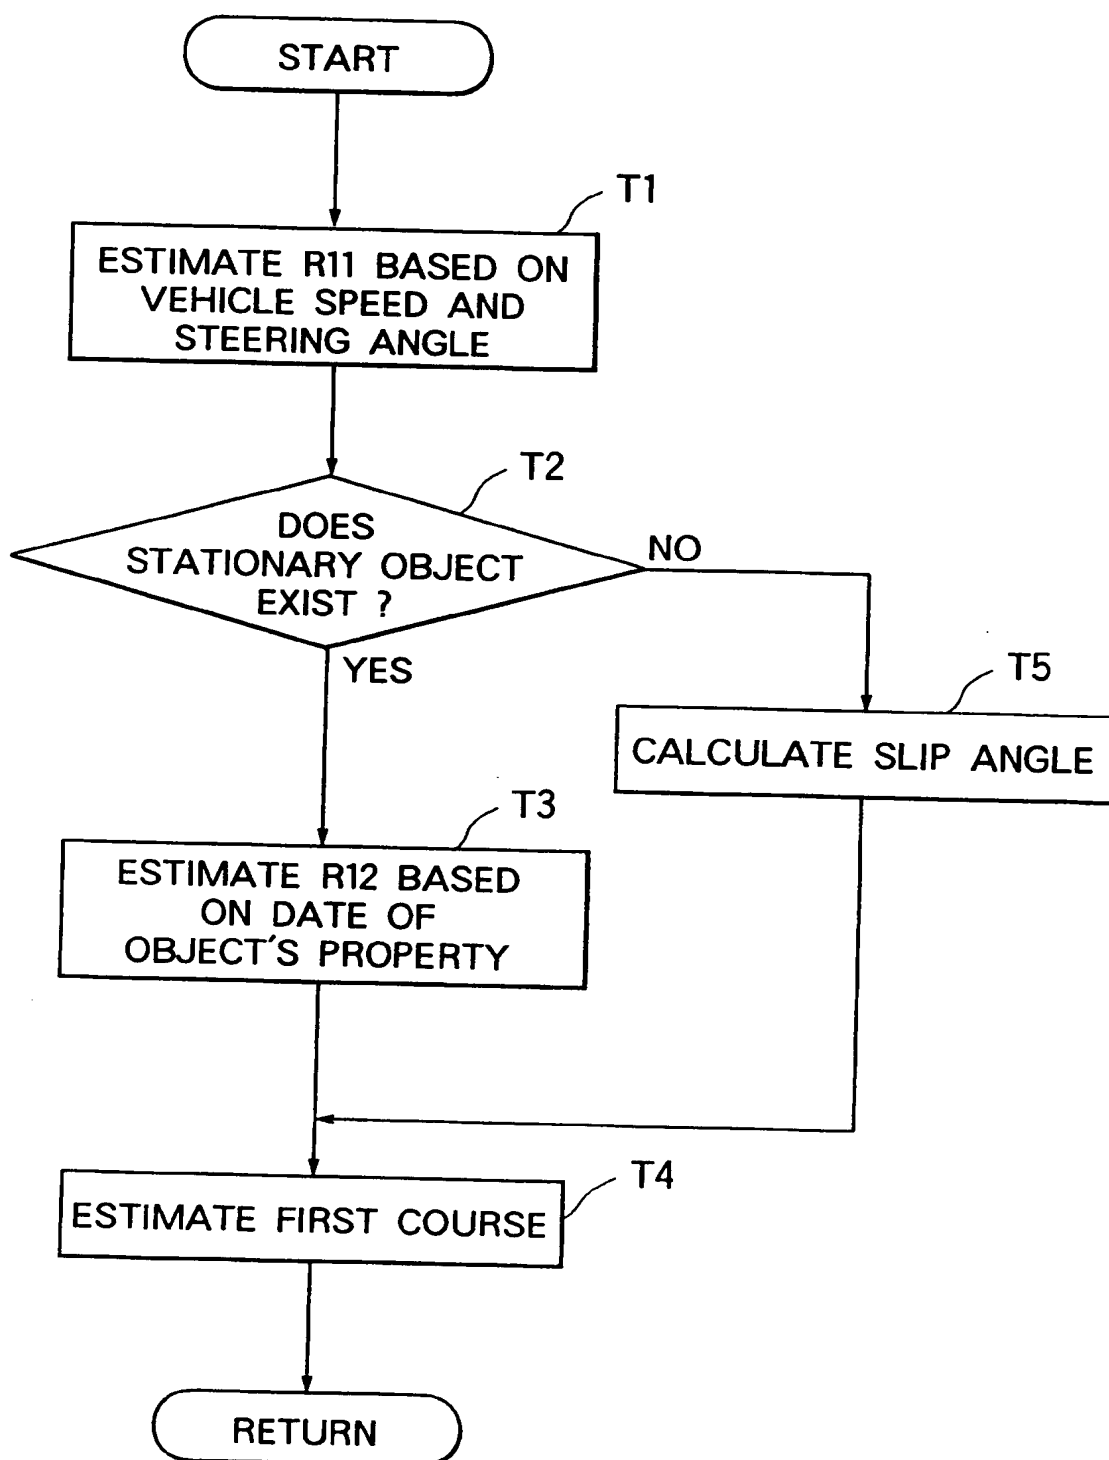 START
T1
ESTIMATE R11 BASED ON
VEHICLE SPEED AND
STEERING ANGLE
T2
DOES
STATIONARY OBJECT
EXIST ?
NO
YES
T5
CALCULATE SLIP ANGLE
T3
ESTIMATE R12 BASED
ON DATE OF
OBJECT'S PROPERTY
T4
ESTIMATE FIRST COURSE
RETURN